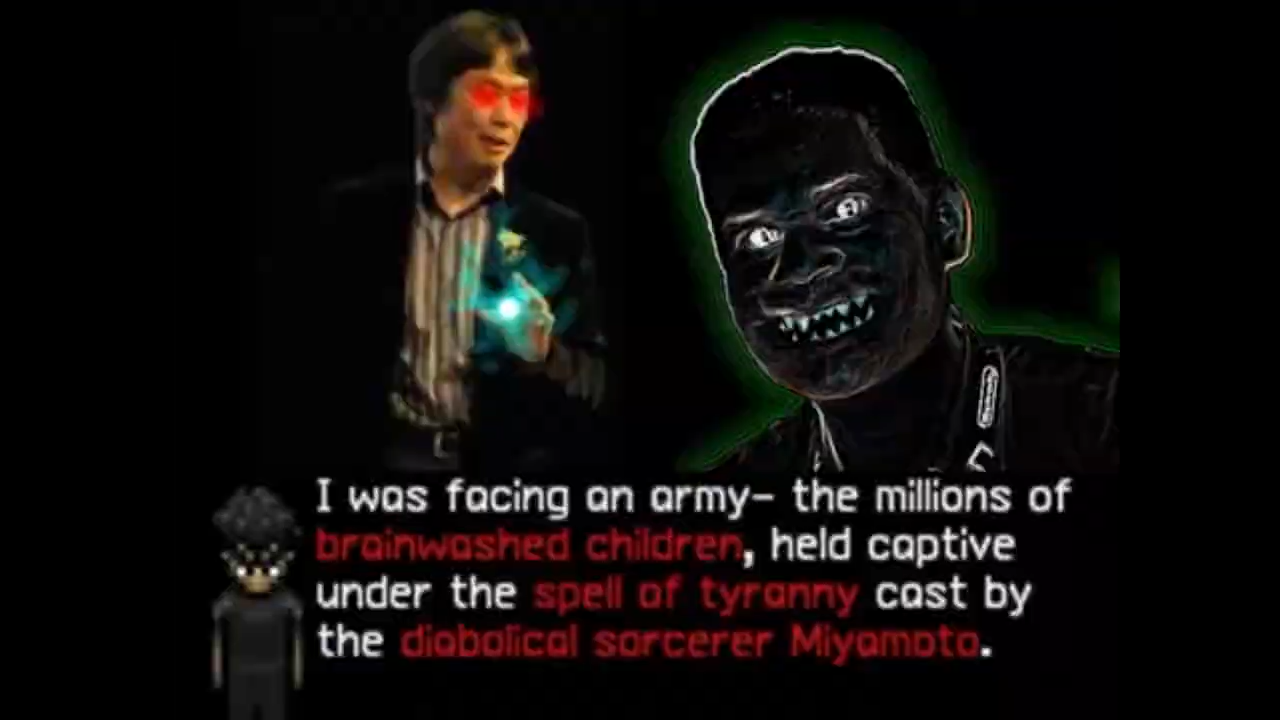 I was facing an army- the millions of
brainwashed children, held captive
under the spell of tyranny cast by
the diabolical sorcerer Miyamoto.